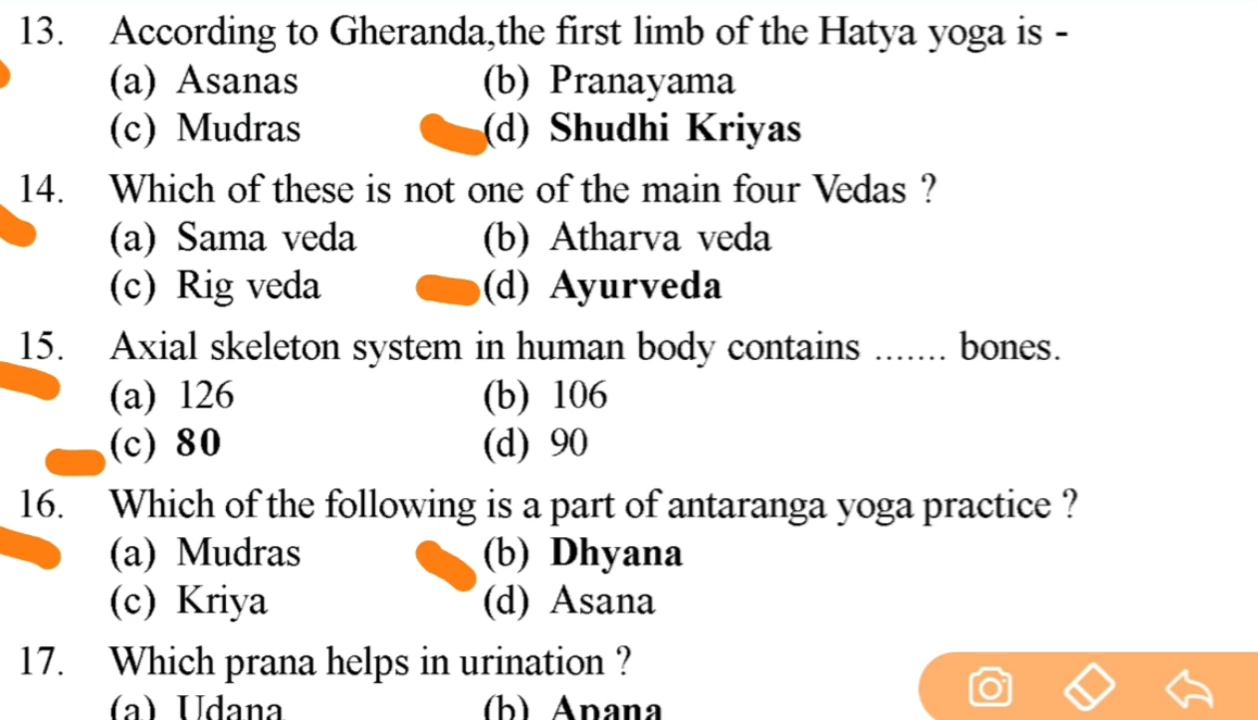 13. According to Gheranda,the first limb of the Hatya yoga is -
(a) Asanas (b) Pranayama
(c) Mudras (d) Shudhi Kriyas
14. Which of these is not one of the main four Vedas ?
(a) Sama veda (b) Atharva veda
(c) Rig veda (d) Ayurveda
15. Axial skeleton system in human body contains ....... bones.
(a) 126 (b) 106
(c) 80 (d) 90
16. Which of the following is a part of antaranga yoga practice ?
(a) Mudras (b) Dhyana
(c) Kriya (d) Asana
17. Which prana helps in urination ?
(a) Udana (b) Apana